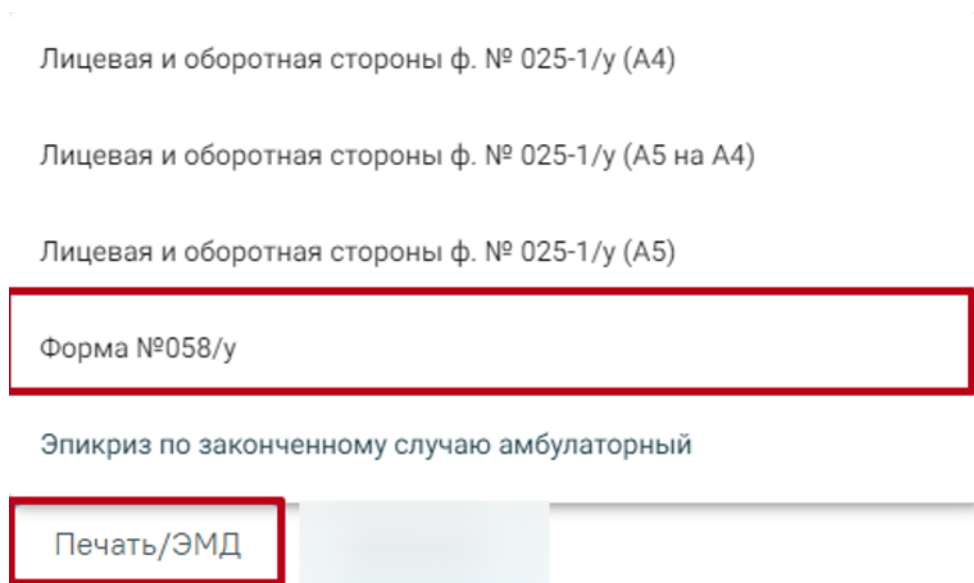 Лицевая и оборотная стороны ф. № 025-1/у (А4)
Лицевая и оборотная стороны ф. № 025-1/у (А5 на А4)
Лицевая и оборотная стороны ф. № 025-1/у (А5)
Форма №058/у
Эпикриз по законченному случаю амбулаторный
Печать/ЭМД